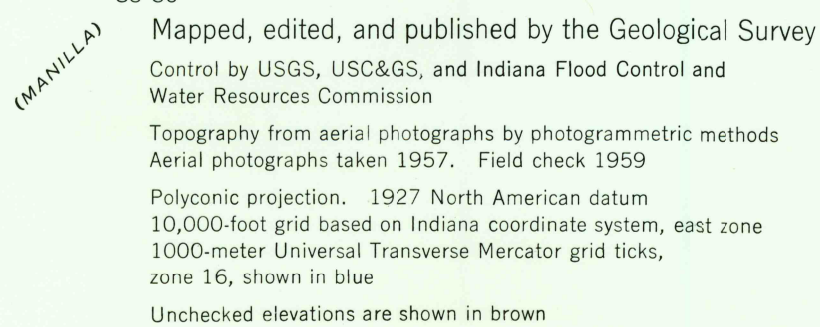 (MANILLA)
Mapped, edited, and published by the Geological Survey
Control by USGS, USC&GS, and Indiana Flood Control and
Water Resources Commission
Topography from aerial photographs by photogrammetric methods
Aerial photographs taken 1957. Field check 1959
Polyconic projection. 1927 North American datum
10,000-foot grid based on Indiana coordinate system, east zone
1000-meter Universal Transverse Mercator grid ticks,
zone 16, shown in blue
Unchecked elevations are shown in brown